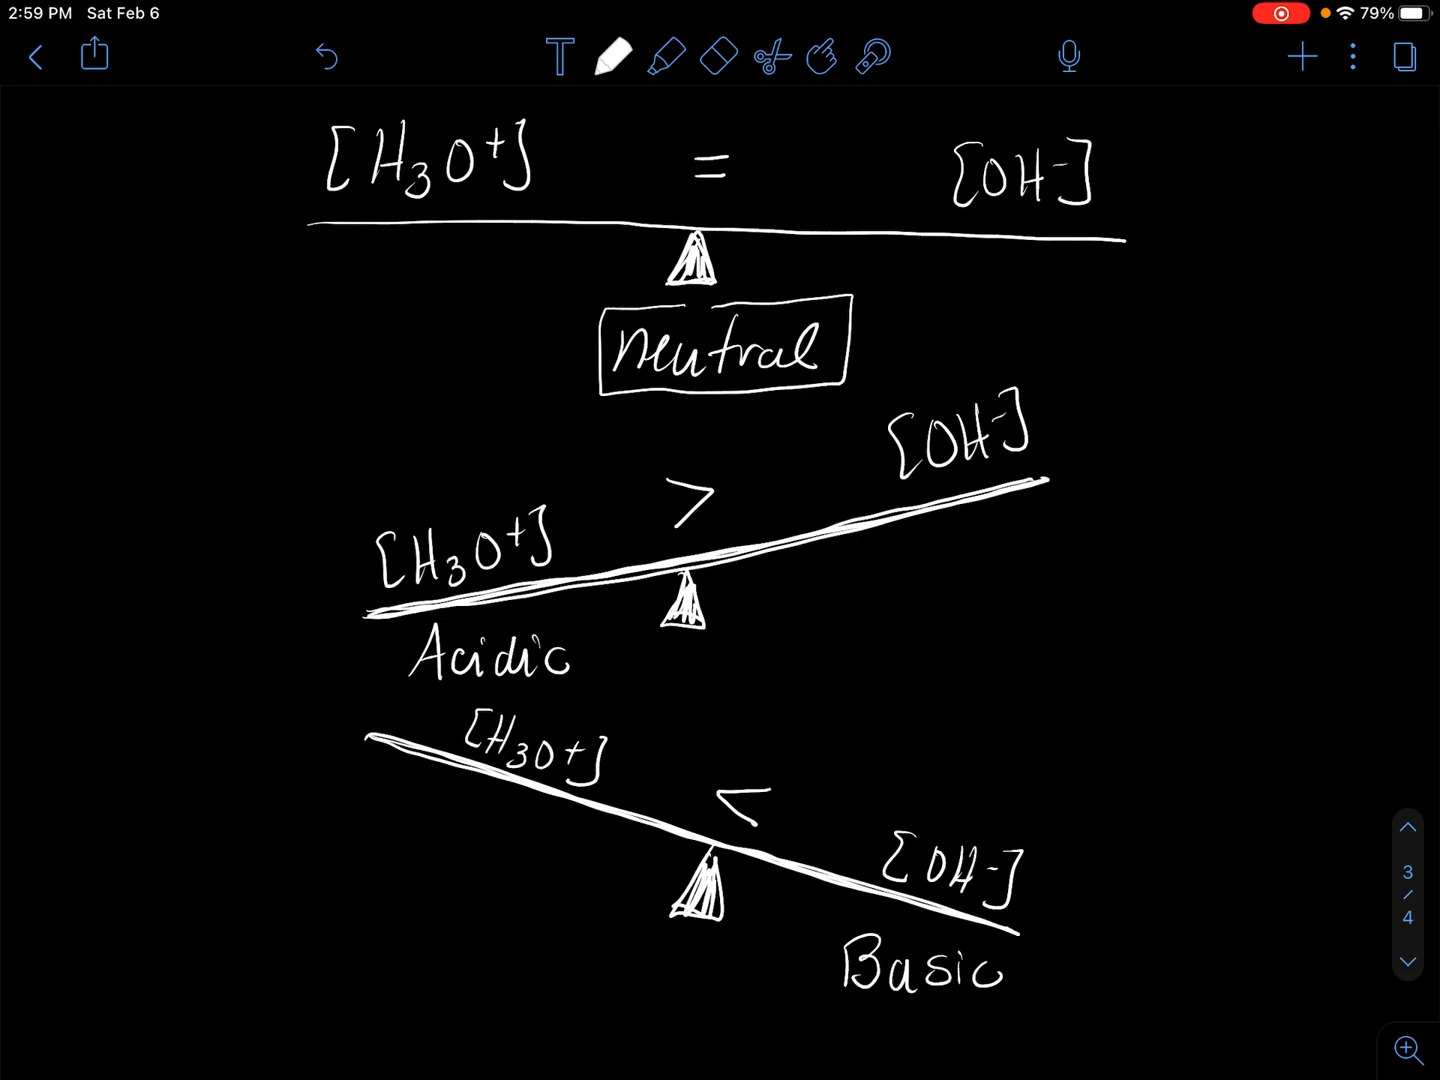 2:59 PM Sat Feb 6 79%
T
[H₃O⁺] = [OH⁻]
neutral
[H₃O⁺] > [OH⁻]
Acidic
[H₃O⁺] < [OH⁻]
Basic
3
/
4